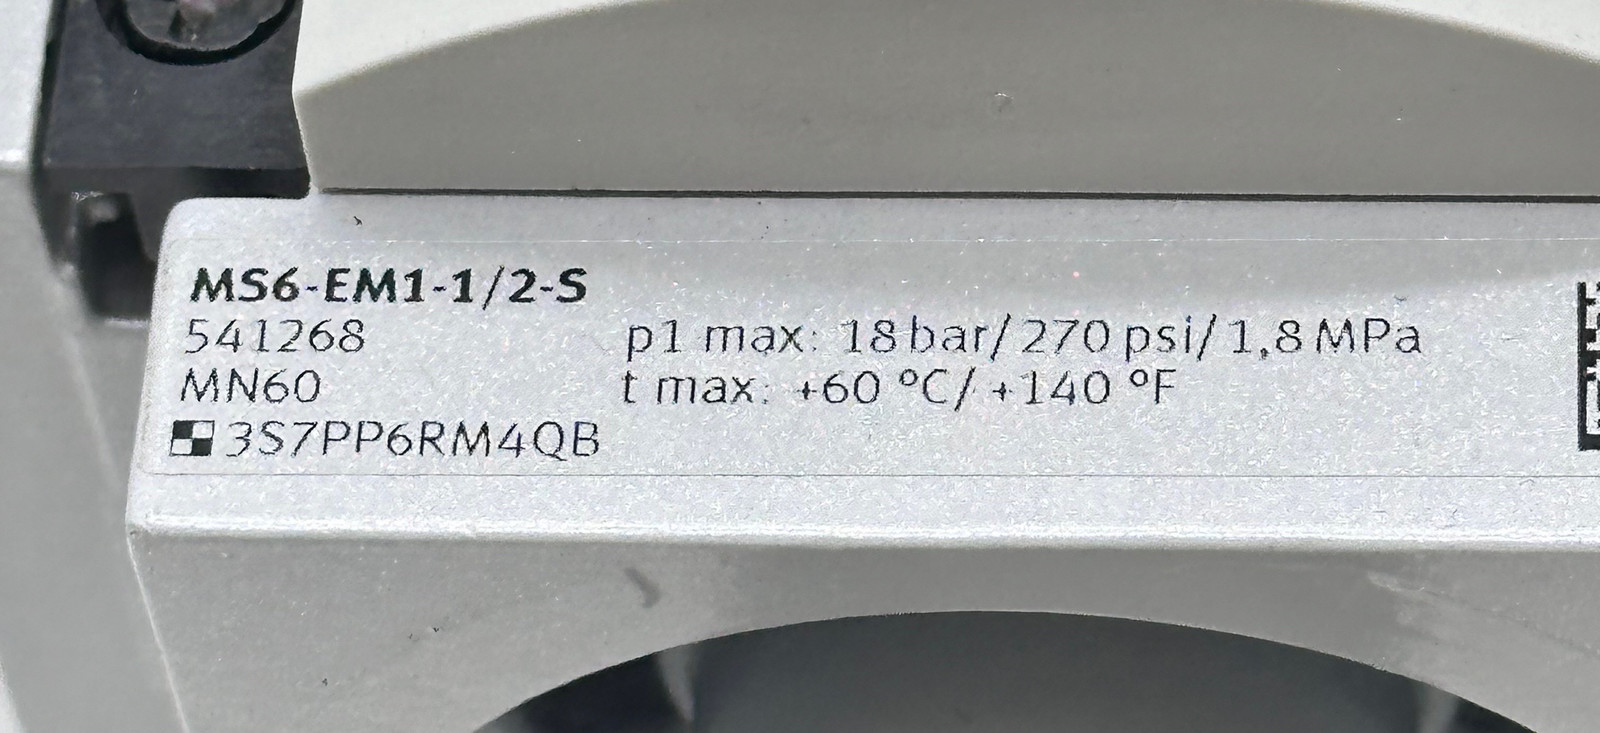 MS6-EM1-1/2-S
541268
p1 max: 18 bar/270 psi/1,8 MPa
MN60
t max: +60 °C/+140 °F
3S7PP6RM4QB